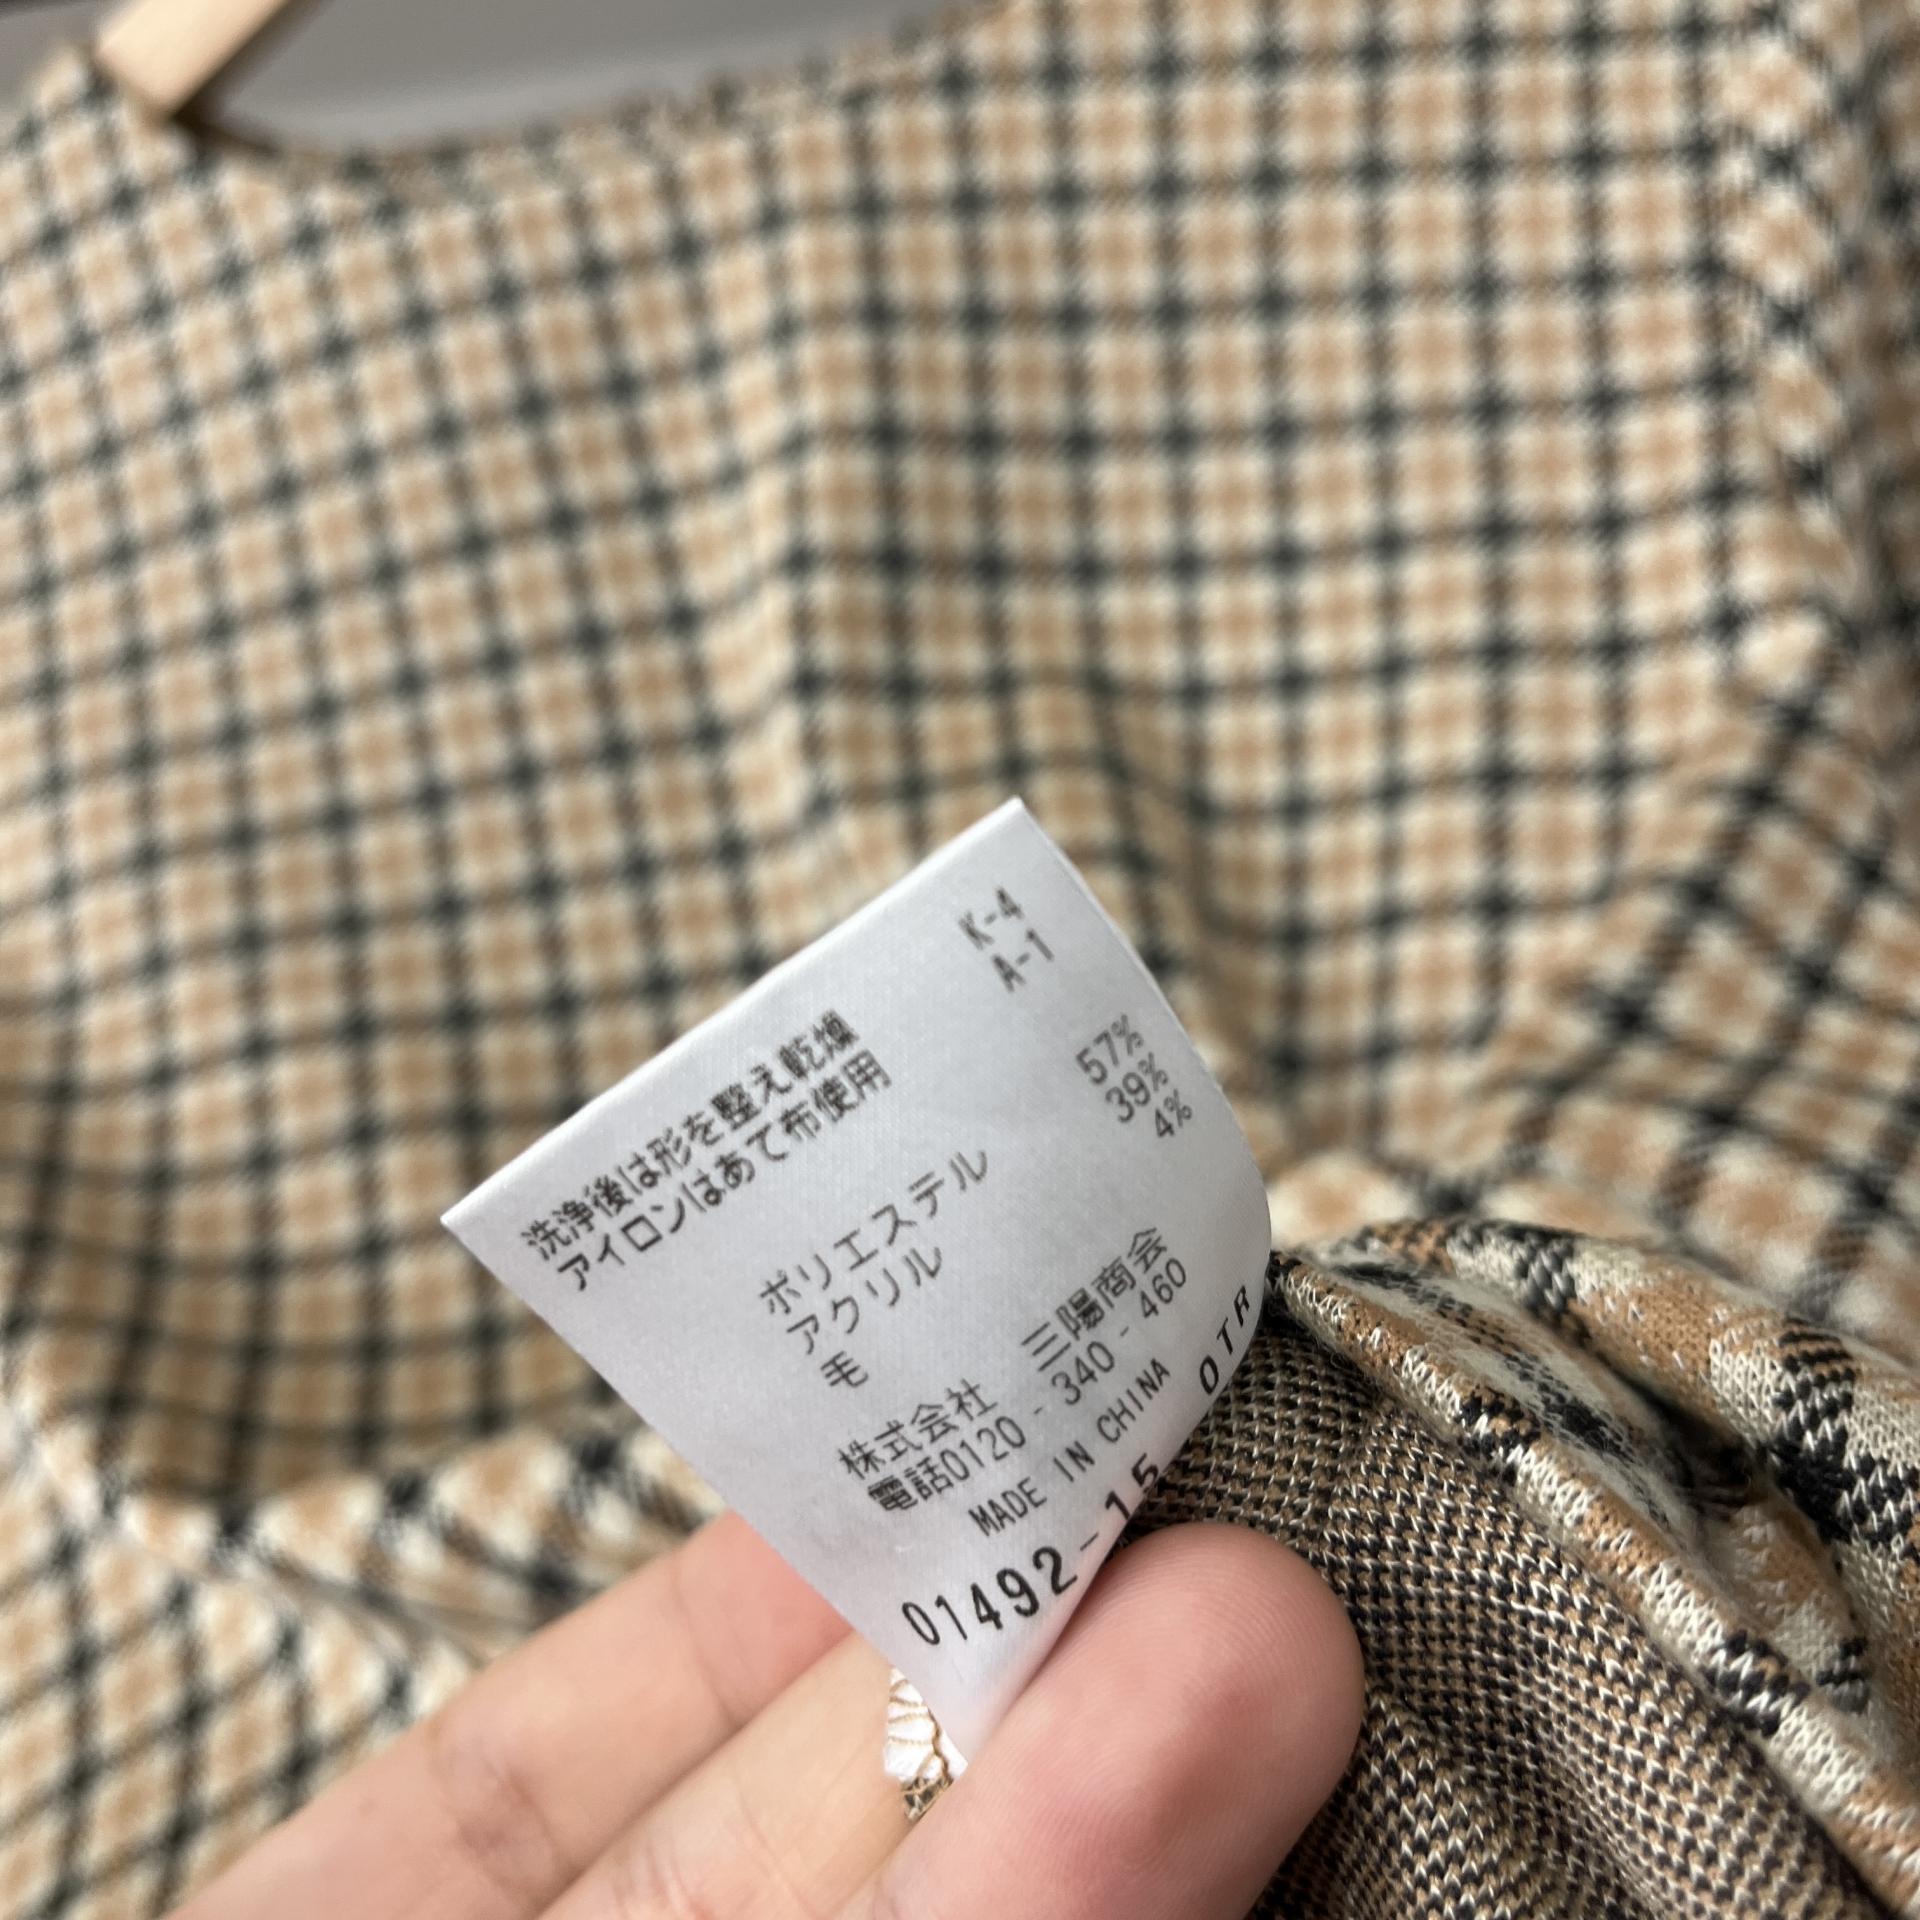 K-4
A-1
洗浄後は形を整え乾燥
アイロンはあて布使用
ポリエステル 57%
アクリル 39%
毛 4%
株式会社 三陽商会
電話0120-340-460
MADE IN CHINA
01492-15 OTR